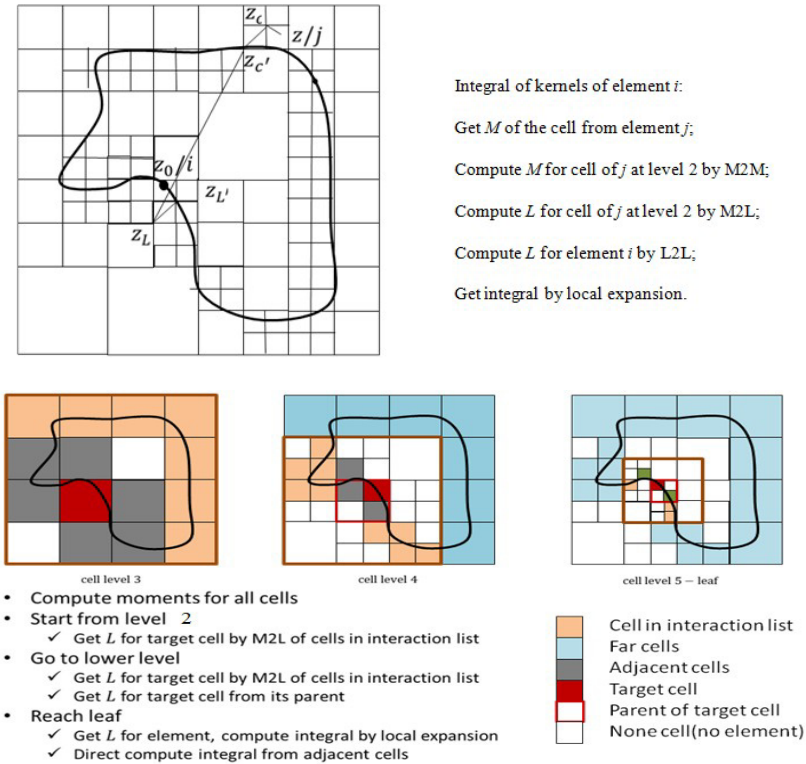 z_c
z/j
z_c'
z_0/i
z_L'
z_L
Integral of kernels of element i:
Get M of the cell from element j;
Compute M for cell of j at level 2 by M2M;
Compute L for cell of j at level 2 by M2L;
Compute L for element i by L2L;
Get integral by local expansion.
cell level 3
cell level 4
cell level 5 – leaf
• Compute moments for all cells
• Start from level 2
✓ Get L for target cell by M2L of cells in interaction list
• Go to lower level
✓ Get L for target cell by M2L of cells in interaction list
✓ Get L for target cell from its parent
• Reach leaf
✓ Get L for element, compute integral by local expansion
✓ Direct compute integral from adjacent cells
Cell in interaction list
Far cells
Adjacent cells
Target cell
Parent of target cell
None cell(no element)